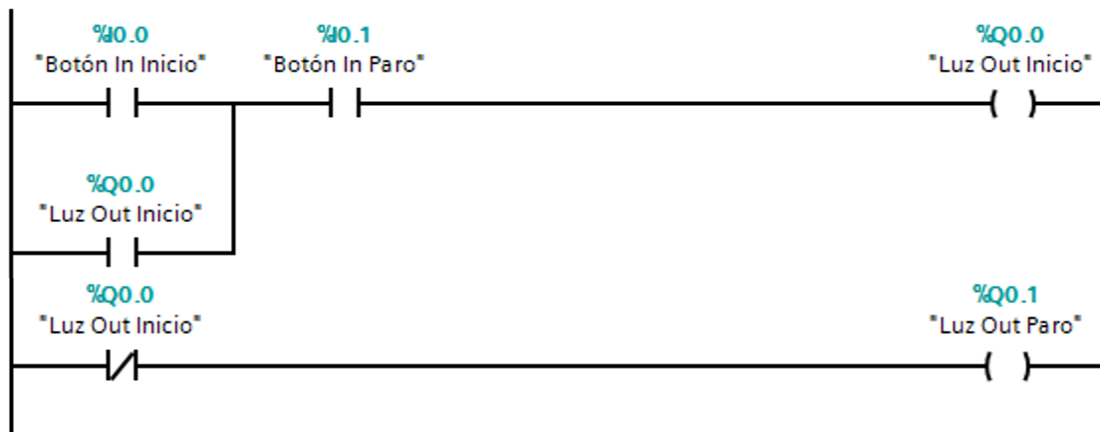 %I0.0
"Botón In Inicio"
%I0.1
"Botón In Paro"
%Q0.0
"Luz Out Inicio"
%Q0.0
"Luz Out Inicio"
%Q0.0
"Luz Out Inicio"
%Q0.1
"Luz Out Paro"